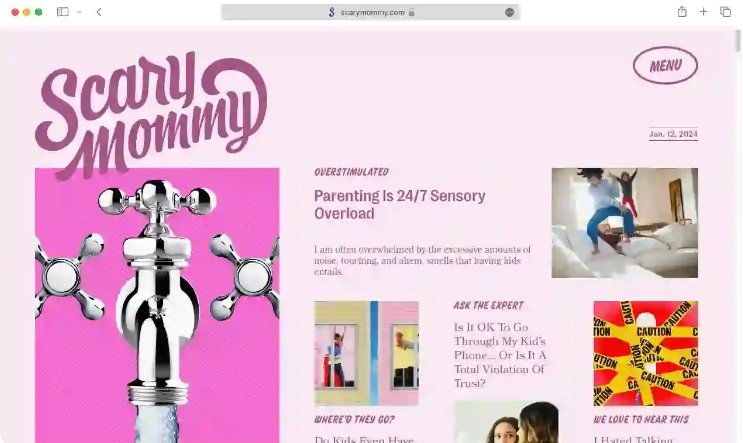 scarymommy.com
Scary
Mommy
MENU
Jan. 12, 2024
OVERSTIMULATED
Parenting Is 24/7 Sensory
Overload
I am often overwhelmed by the excessive amounts of
noise, touching, and ahem, smells that having kids
entails.
ASK THE EXPERT
Is It OK To Go
Through My Kid's
Phone... Or Is It A
Total Violation Of
Trust?
CAUTION
CAUTION
CAUTION
CAUTION
WHERE'D THEY GO?
Do Kids Even Have
WE LOVE TO HEAR THIS
I Hated Talking